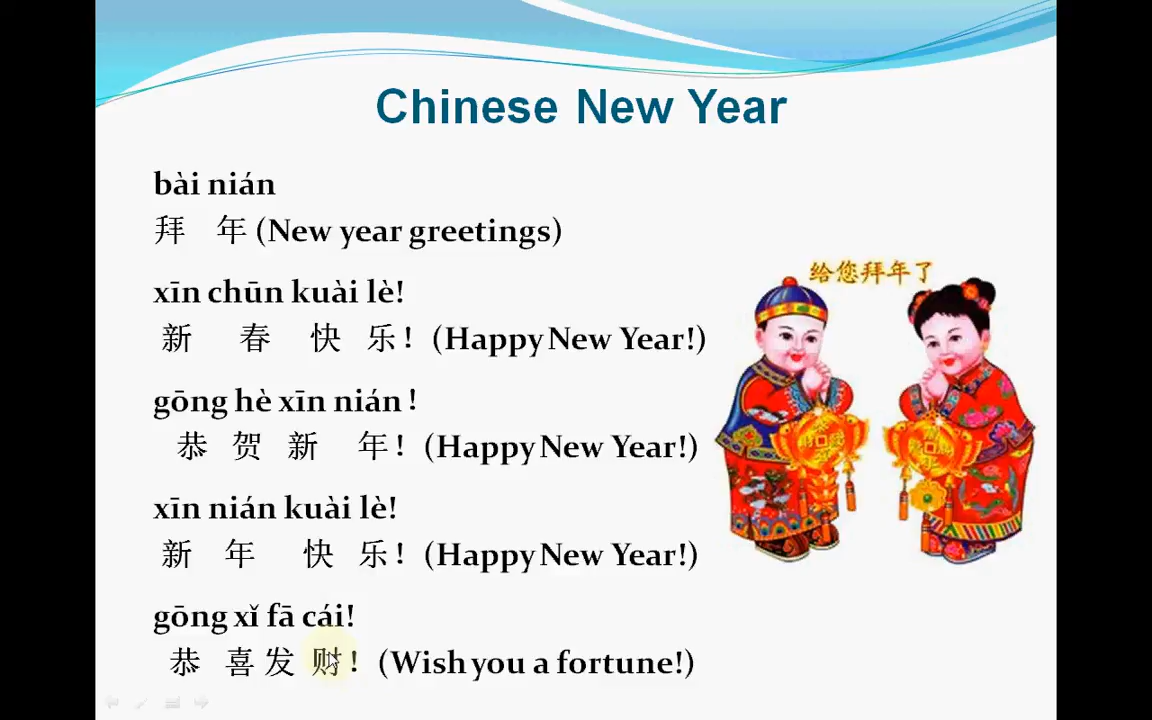 Chinese New Year
bài nián
拜 年 (New year greetings)
xīn chūn kuài lè!
新 春 快 乐! (Happy New Year!)
给您拜年了
gōng hè xīn nián !
恭 贺 新 年! (Happy New Year!)
xīn nián kuài lè!
新 年 快 乐! (Happy New Year!)
gōng xǐ fā cái!
恭 喜 发 财! (Wish you a fortune!)